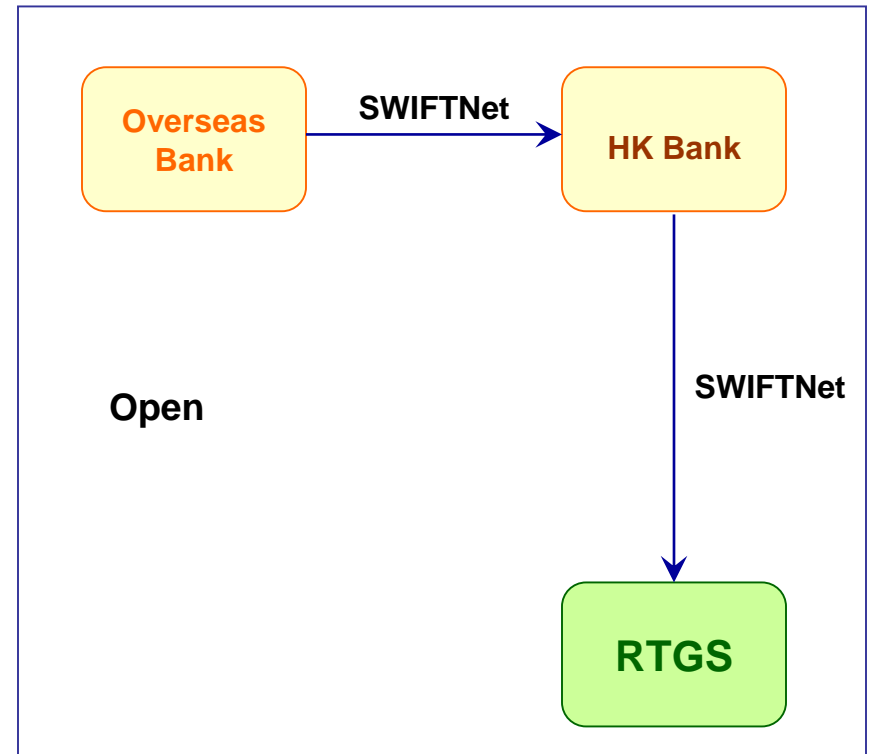 SWIFTNet
Overseas
Bank
HK Bank
SWIFTNet
Open
RTGS